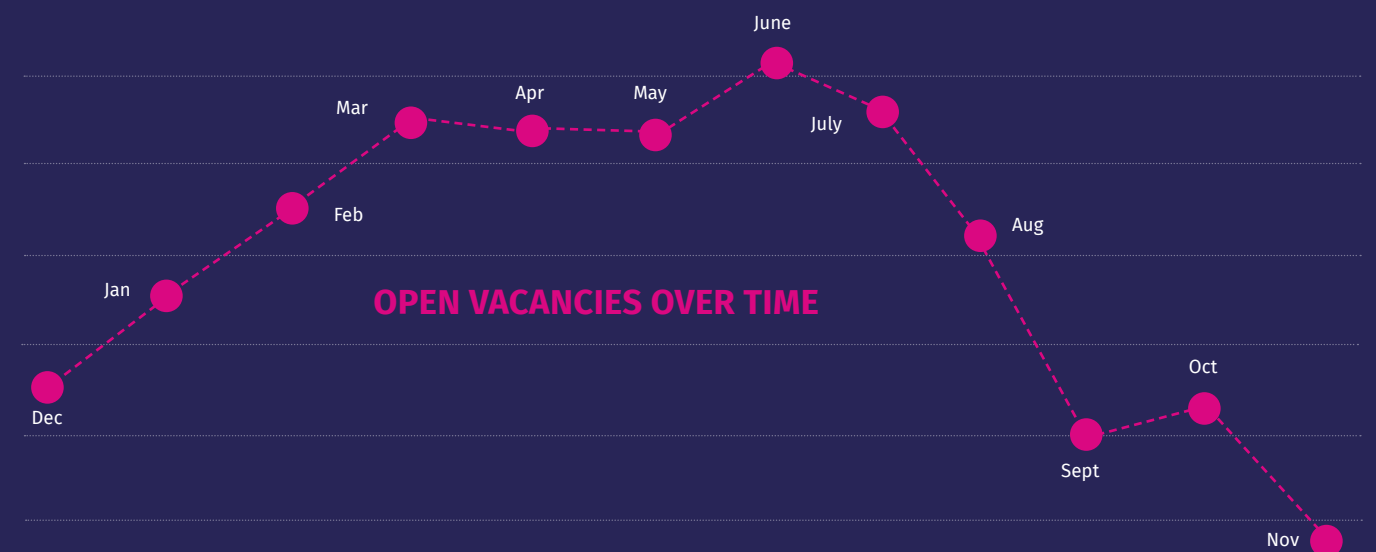 June
Apr
May
Mar
July
Feb
Aug
Jan
OPEN VACANCIES OVER TIME
Oct
Dec
Sept
Nov